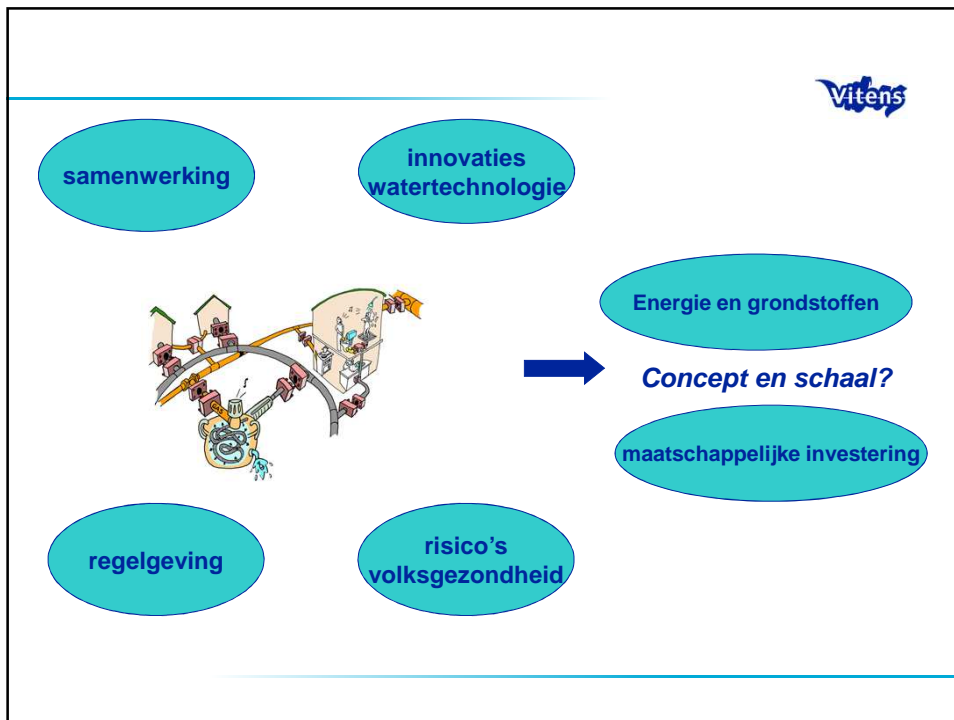 Vitens
samenwerking
innovaties
watertechnologie
Energie en grondstoffen
Concept en schaal?
maatschappelijke investering
regelgeving
risico's
volksgezondheid